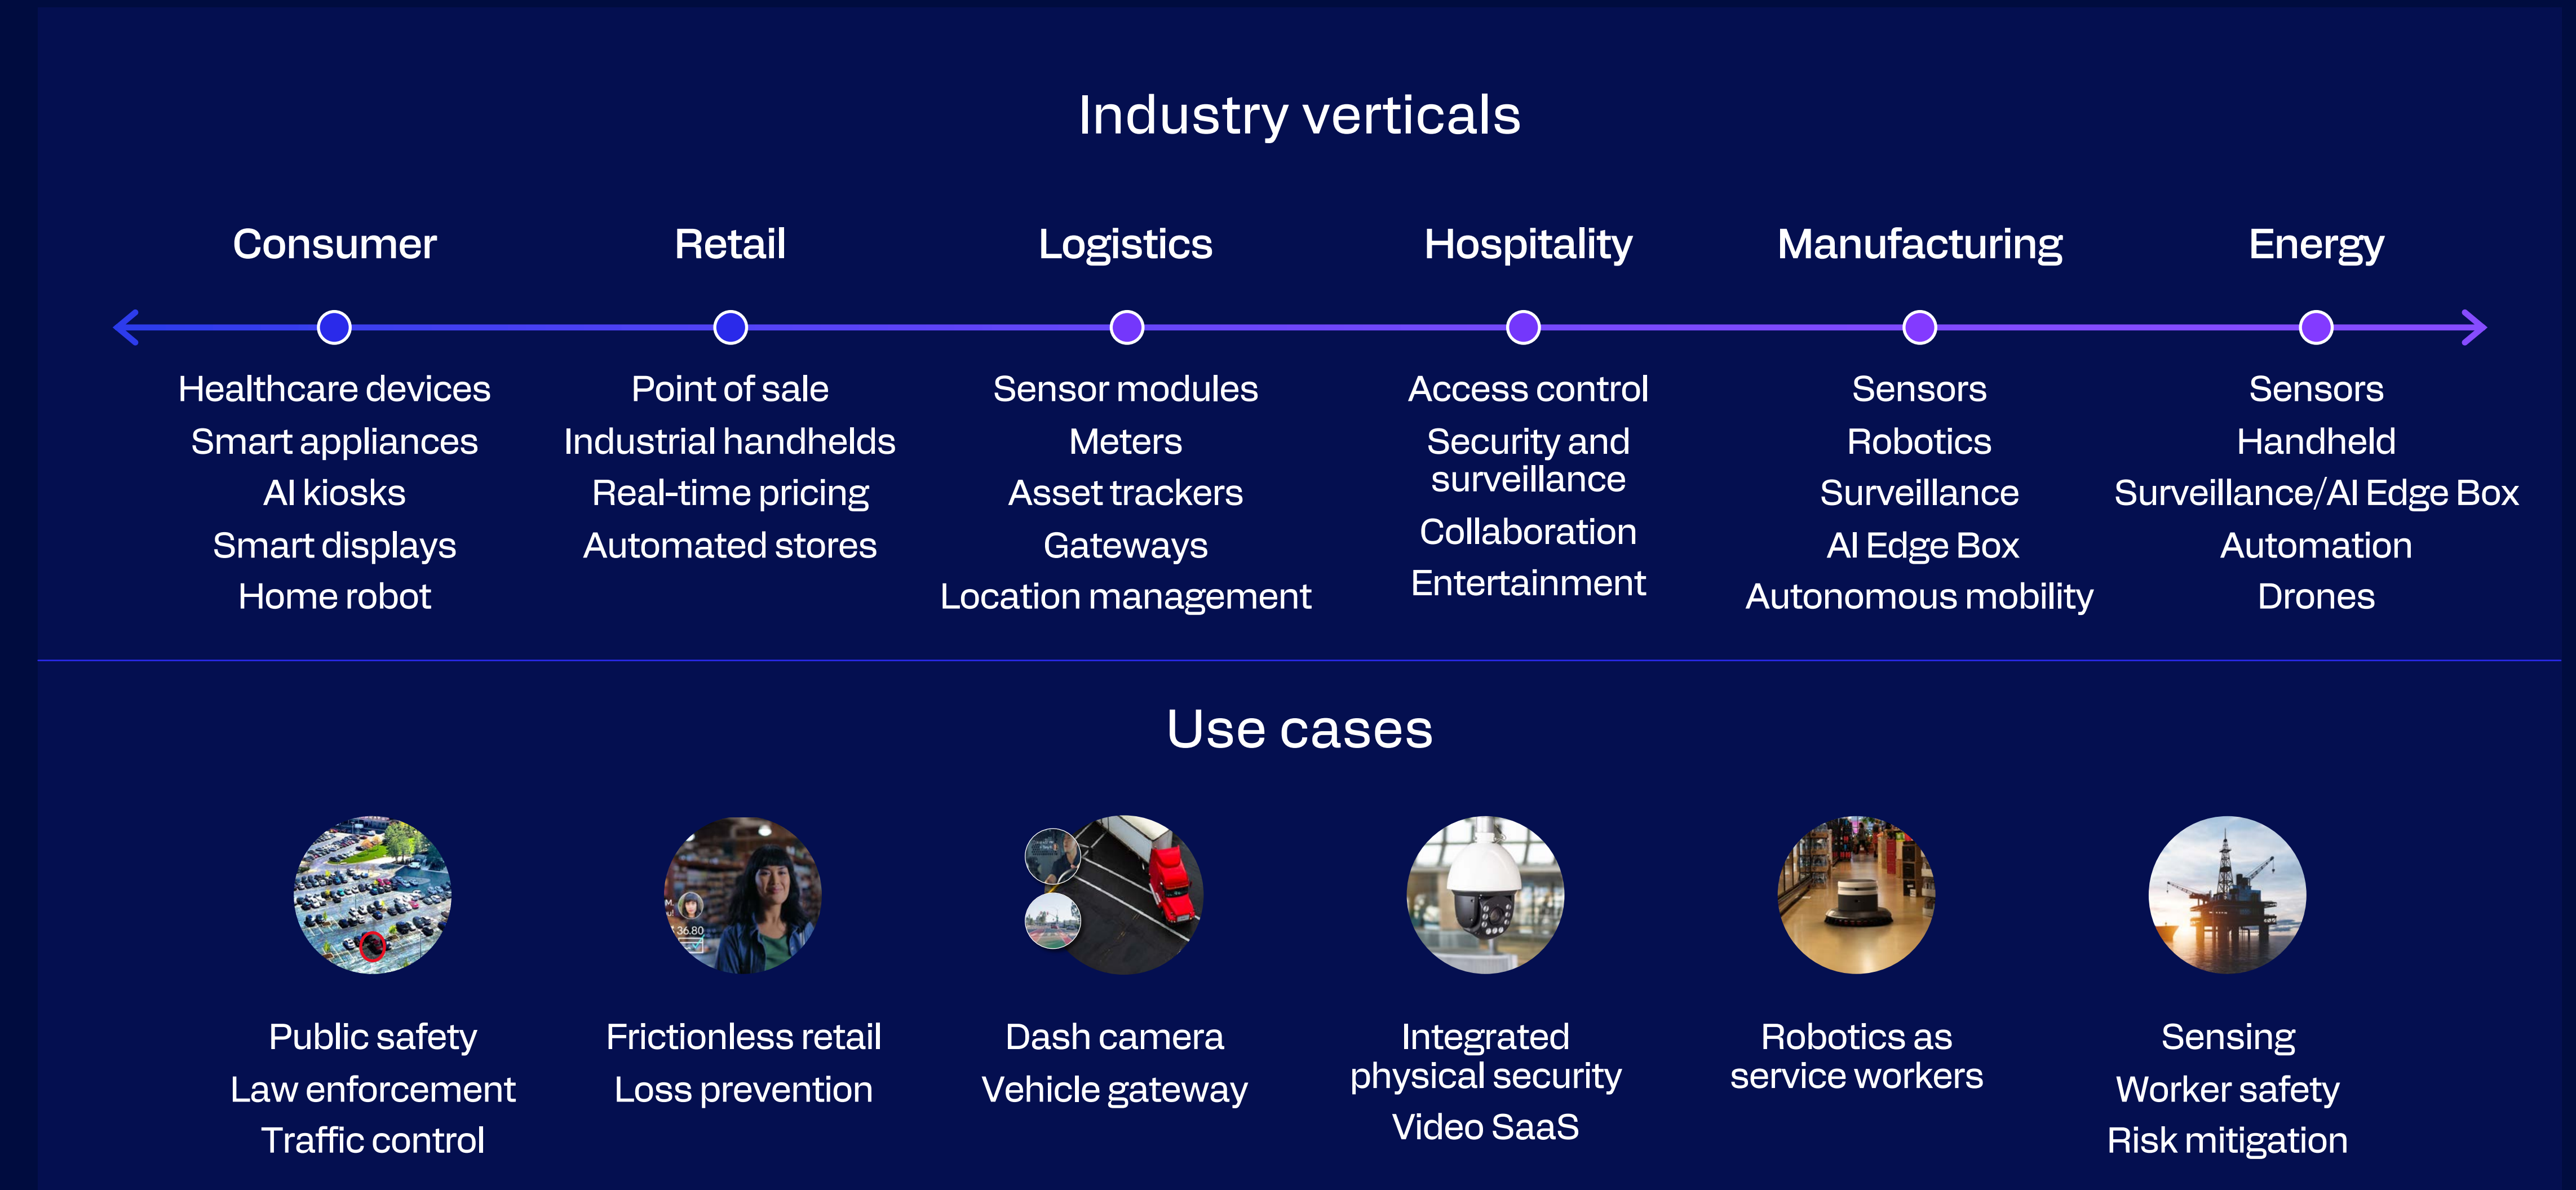 Industry verticals
Consumer
Healthcare devices
Smart appliances
AI kiosks
Smart displays
Home robot
Retail
Point of sale
Industrial handhelds
Real-time pricing
Automated stores
Logistics
Sensor modules
Meters
Asset trackers
Gateways
Location management
Hospitality
Access control
Security and
surveillance
Collaboration
Entertainment
Manufacturing
Sensors
Robotics
Surveillance
AI Edge Box
Autonomous mobility
Energy
Sensors
Handheld
Surveillance/AI Edge Box
Automation
Drones
Use cases
Public safety
Law enforcement
Traffic control
36.80
Frictionless retail
Loss prevention
Dash camera
Vehicle gateway
Integrated
physical security
Video SaaS
Robotics as
service workers
Sensing
Worker safety
Risk mitigation